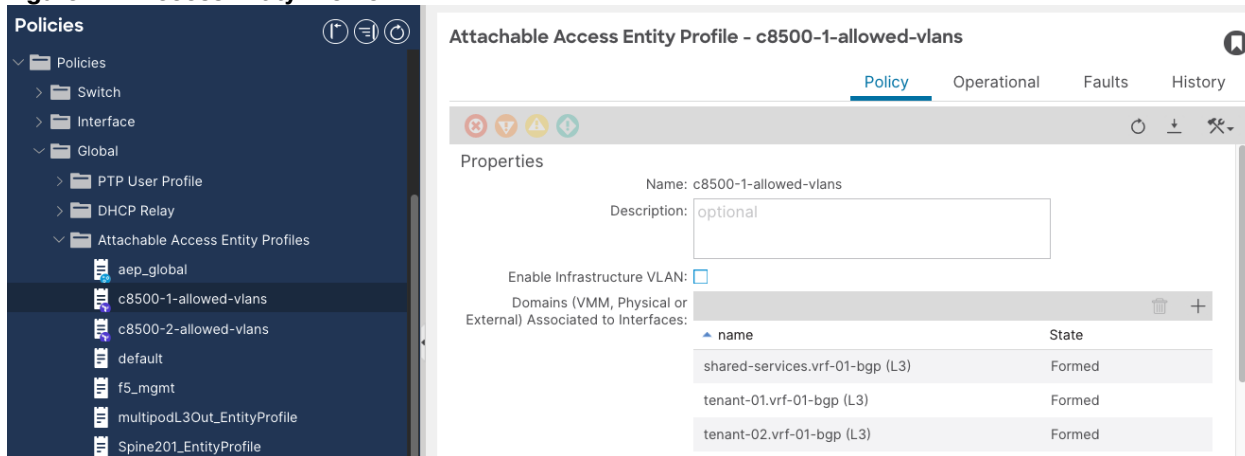 Policies
Policies
Switch
Interface
Global
PTP User Profile
DHCP Relay
Attachable Access Entity Profiles
aep_global
c8500-1-allowed-vlans
c8500-2-allowed-vlans
default
f5_mgmt
multipodL3Out_EntityProfile
Spine201_EntityProfile
Attachable Access Entity Profile - c8500-1-allowed-vlans
Policy Operational Faults History
Properties
Name: c8500-1-allowed-vlans
Description: optional
Enable Infrastructure VLAN:
Domains (VMM, Physical or
External) Associated to Interfaces:
name State
shared-services.vrf-01-bgp (L3) Formed
tenant-01.vrf-01-bgp (L3) Formed
tenant-02.vrf-01-bgp (L3) Formed